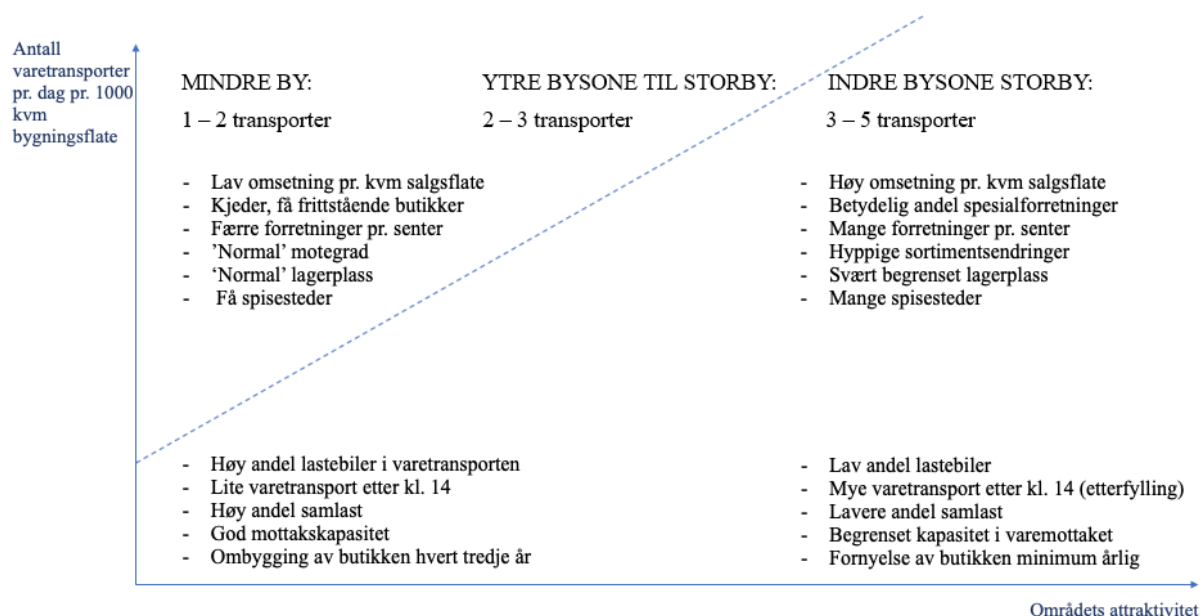 Antall
varetransporter
pr. dag pr. 1000
kvm
bygningsflate
MINDRE BY:
1 – 2 transporter
- Lav omsetning pr. kvm salgsflate
- Kjeder, få frittstående butikker
- Færre forretninger pr. senter
- ’Normal’ motegrad
- ‘Normal’ lagerplass
- Få spisesteder
- Høy andel lastebiler i varetransporten
- Lite varetransport etter kl. 14
- Høy andel samlast
- God mottakskapasitet
- Ombygging av butikken hvert tredje år
YTRE BYSONE TIL STORBY:
2 – 3 transporter
INDRE BYSONE STORBY:
3 – 5 transporter
- Høy omsetning pr. kvm salgsflate
- Betydelig andel spesialforretninger
- Mange forretninger pr. senter
- Hyppige sortimentsendringer
- Svært begrenset lagerplass
- Mange spisesteder
- Lav andel lastebiler
- Mye varetransport etter kl. 14 (etterfylling)
- Lavere andel samlast
- Begrenset kapasitet i varemottaket
- Fornyelse av butikken minimum årlig
Områdets attraktivitet